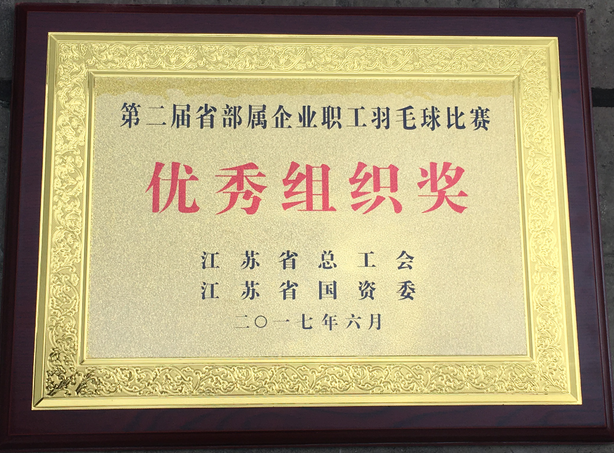 第二届省部属企业职工羽毛球比赛
优秀组织奖
江苏省总工会
江苏省国资委
二〇一七年六月